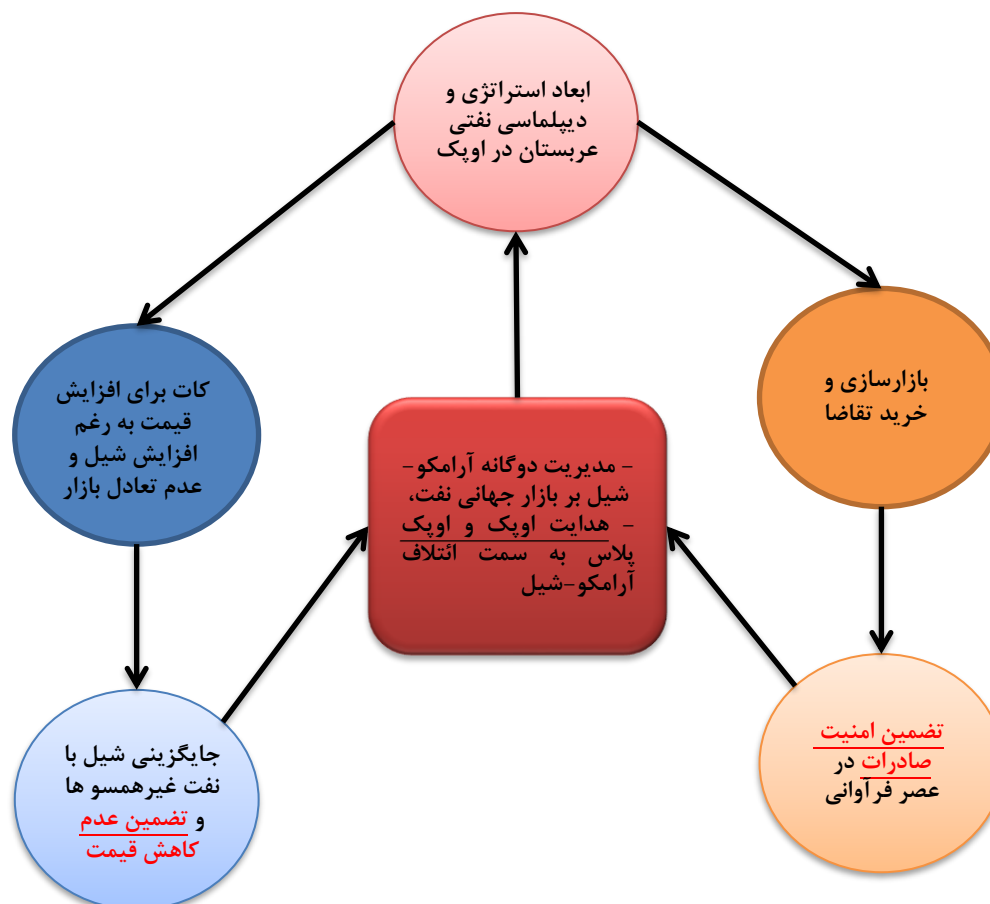 ابعاد استراتژی و
دیپلماسی نفتی
عربستان در اوپک
بازارسازی و
خرید تقاضا
کات برای افزایش
قیمت به رغم
افزایش شیل و
عدم تعادل بازار
- مدیریت دوگانه آرامکو-
شیل بر بازار جهانی نفت،
- هدایت اوپک و اوپک
پلاس به سمت ائتلاف
آرامکو-شیل
تضمین امنیت
صادرات در
عصر فرآوانی
جایگزینی شیل با
نفت غیرهمسو ها
و تضمین عدم
کاهش قیمت